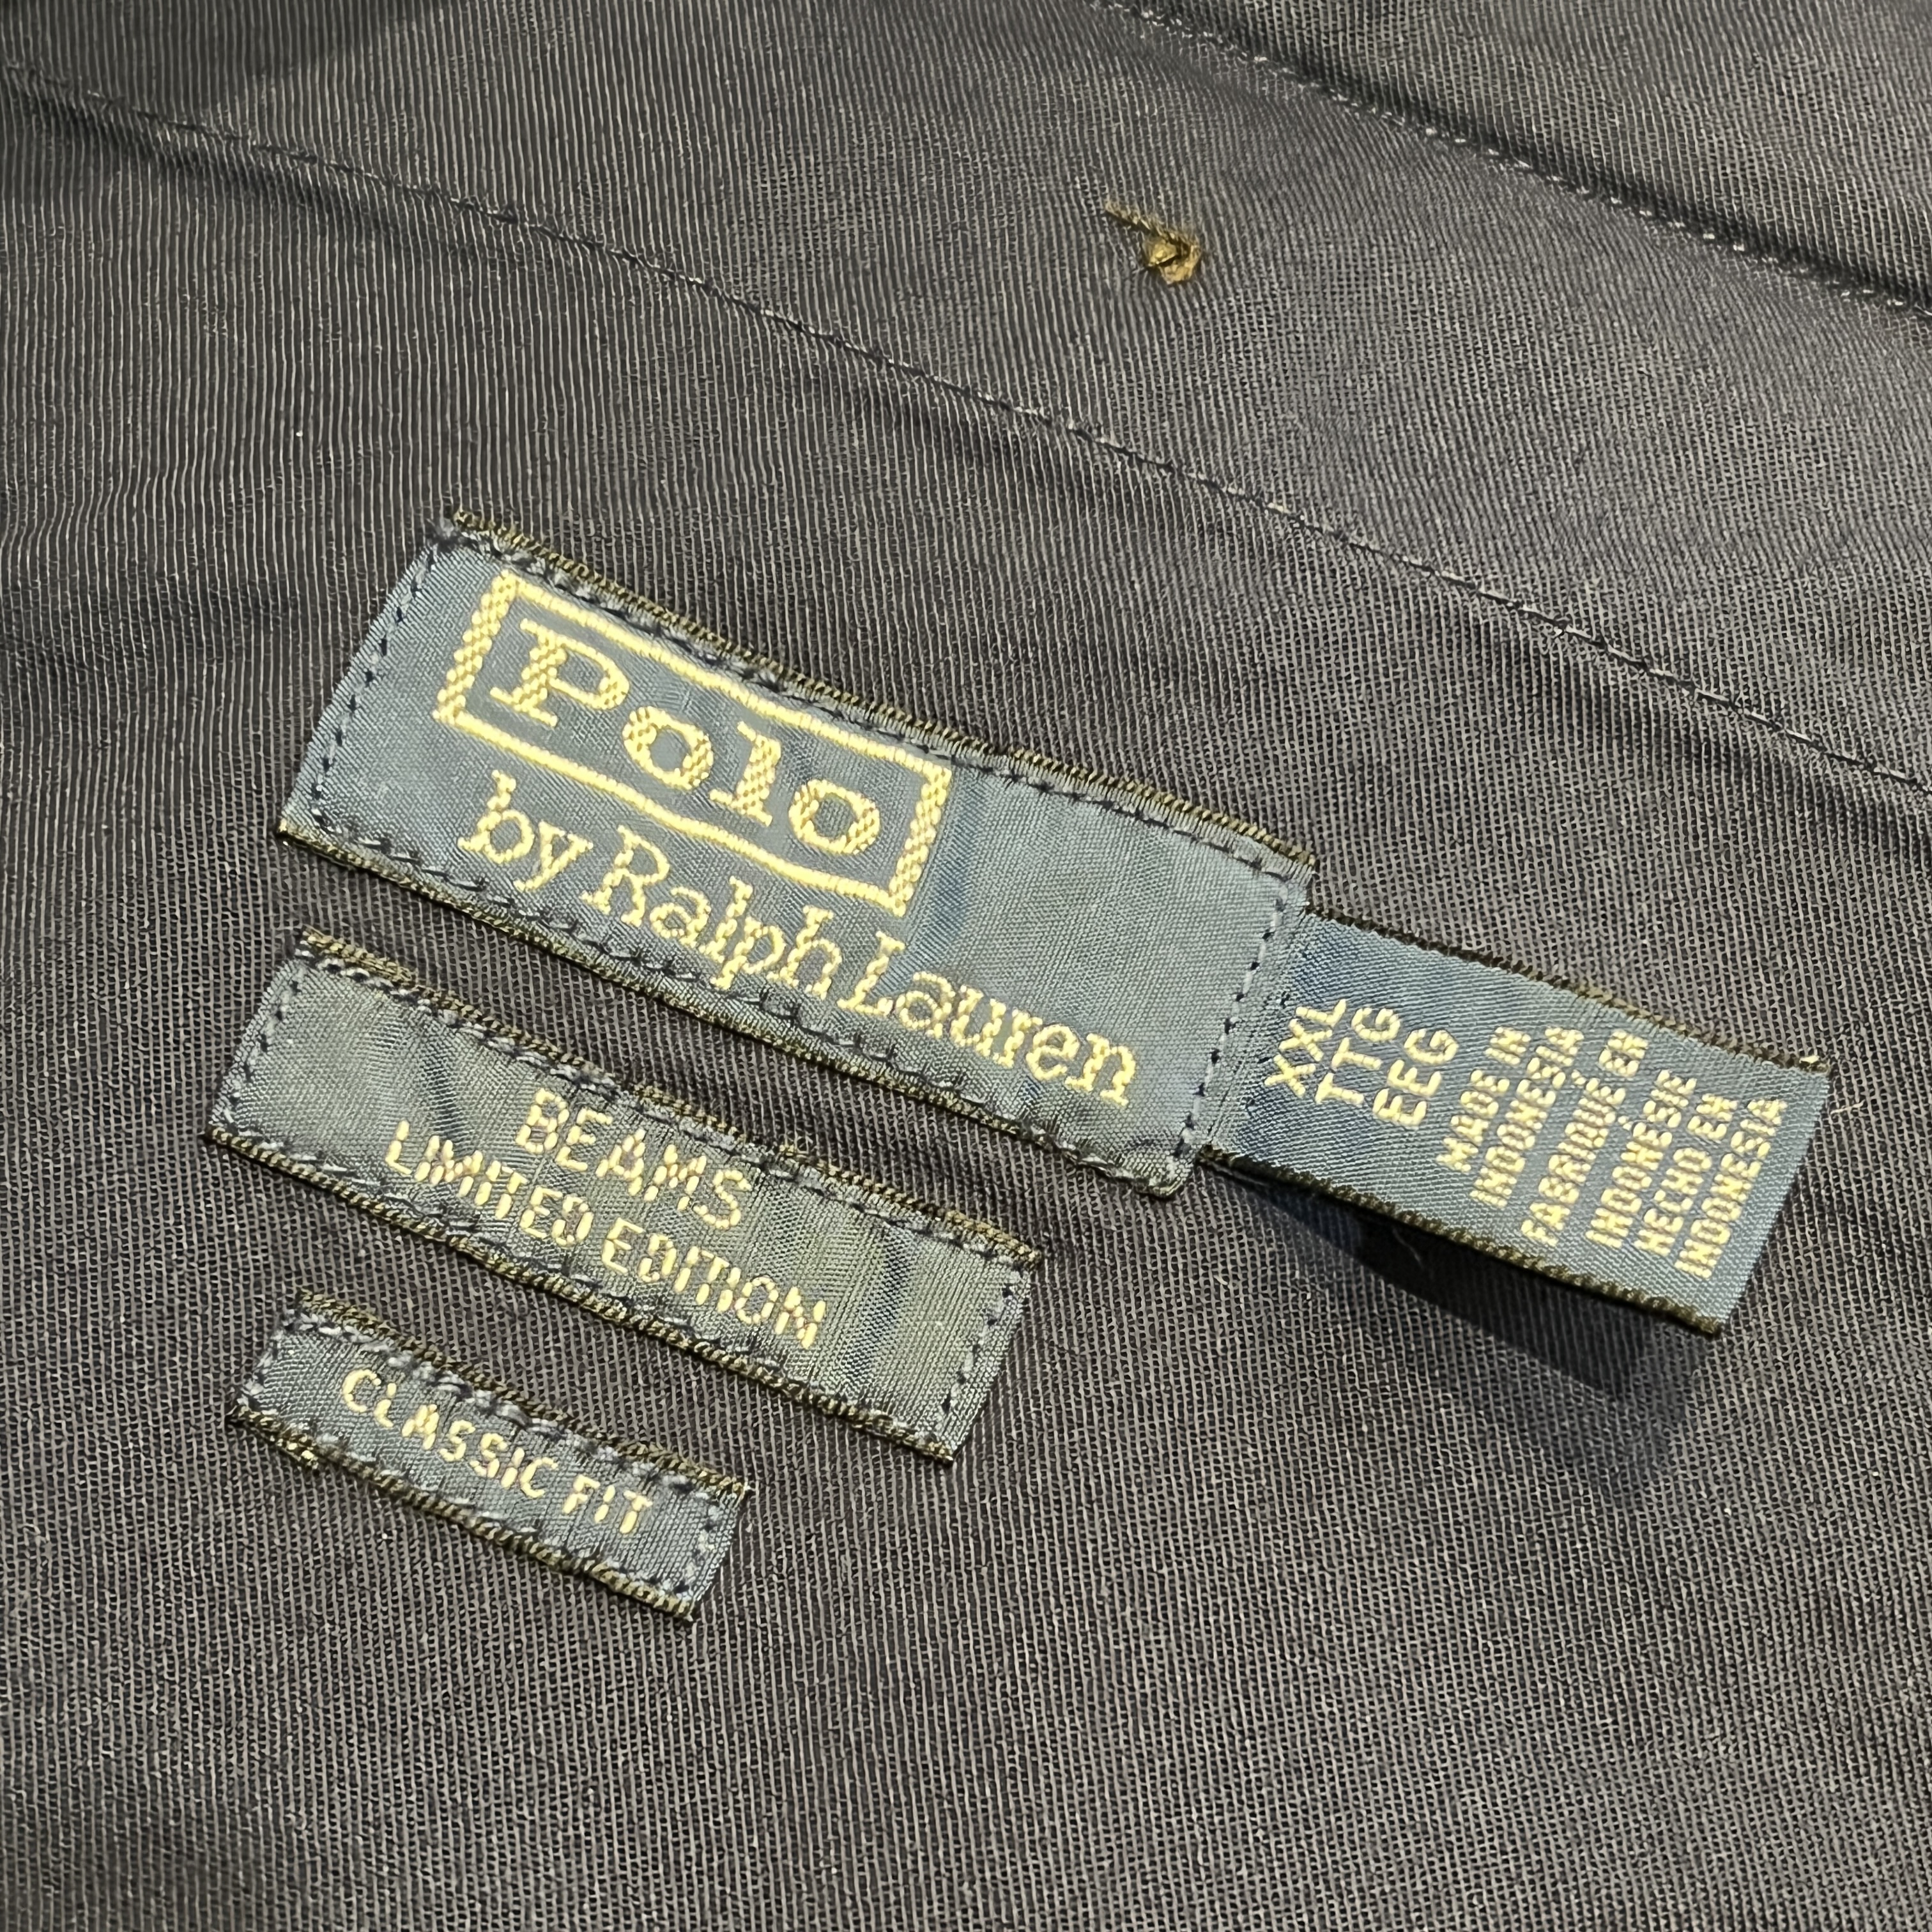 Polo
by Ralph Lauren
XXL
TTG
EEG
MADE IN
INDONESIA
FABRIQUÉ EN
INDONÉSIE
HECHO EN
INDONESIA
BEAMS
LIMITED EDITION
CLASSIC FIT